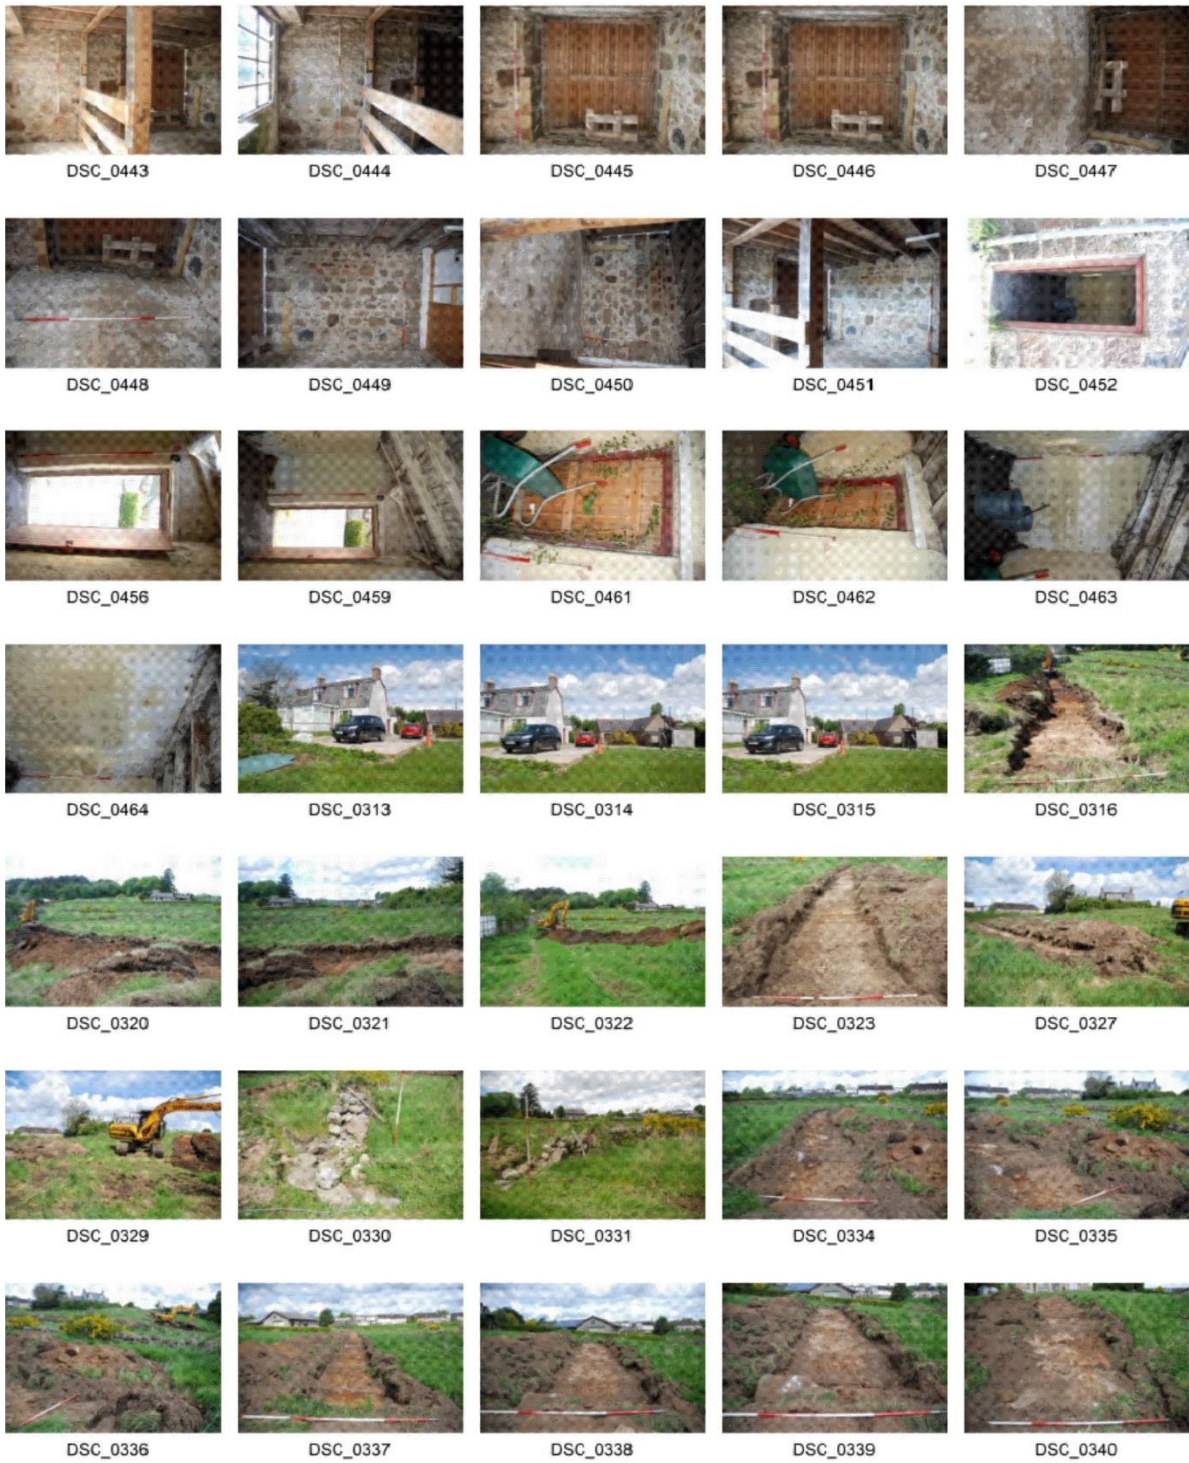 DSC_0443 DSC_0444 DSC_0445 DSC_0446 DSC_0447
DSC_0448 DSC_0449 DSC_0450 DSC_0451 DSC_0452
DSC_0456 DSC_0459 DSC_0461 DSC_0462 DSC_0463
DSC_0464 DSC_0313 DSC_0314 DSC_0315 DSC_0316
DSC_0320 DSC_0321 DSC_0322 DSC_0323 DSC_0327
DSC_0329 DSC_0330 DSC_0331 DSC_0334 DSC_0335
DSC_0336 DSC_0337 DSC_0338 DSC_0339 DSC_0340